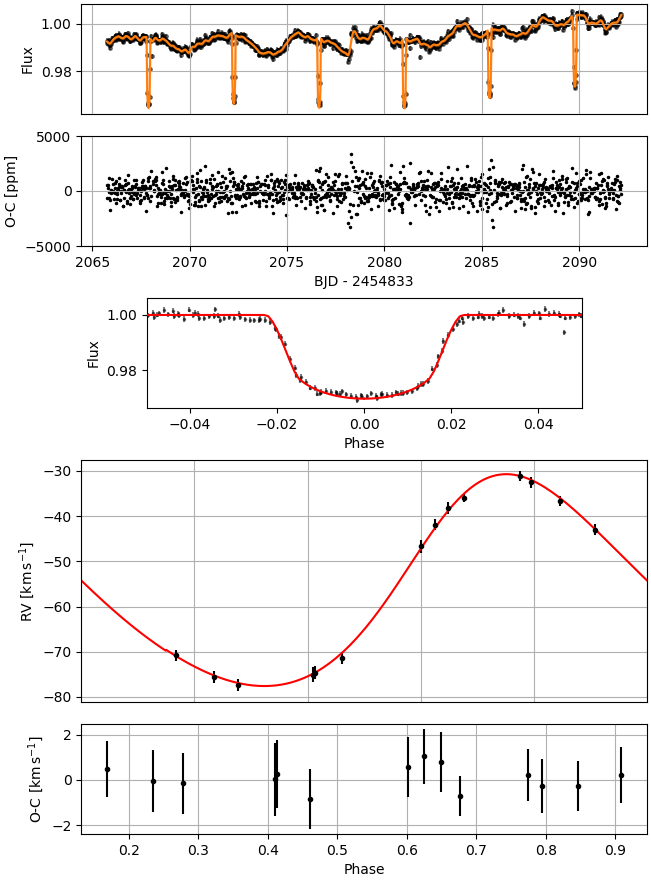 1.00
0.98
Flux
5000
0
−5000
O-C [ppm]
2065 2070 2075 2080 2085 2090
BJD - 2454833
1.00
0.98
Flux
−0.04 −0.02 0.00 0.02 0.04
Phase
−30
−40
−50
−60
−70
−80
RV [km s⁻¹]
2
0
−2
O-C [km s⁻¹]
0.2 0.3 0.4 0.5 0.6 0.7 0.8 0.9
Phase